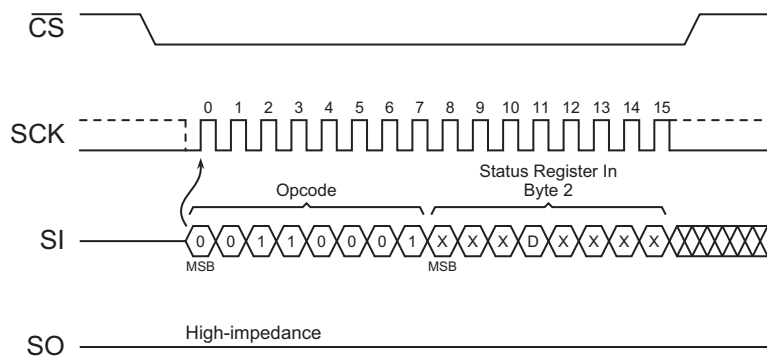 CS
0 1 2 3 4 5 6 7 8 9 10 11 12 13 14 15
SCK
Opcode
Status Register In
Byte 2
SI
0 0 1 1 0 0 0 1 X X X D X X X X
MSB MSB
High-impedance
SO